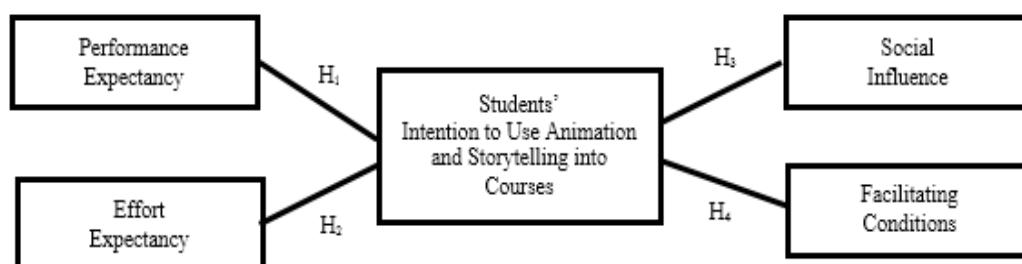 Performance
Expectancy
H₁
Effort
Expectancy
H₂
Students’
Intention to Use Animation
and Storytelling into
Courses
H₃
Social
Influence
H₄
Facilitating
Conditions